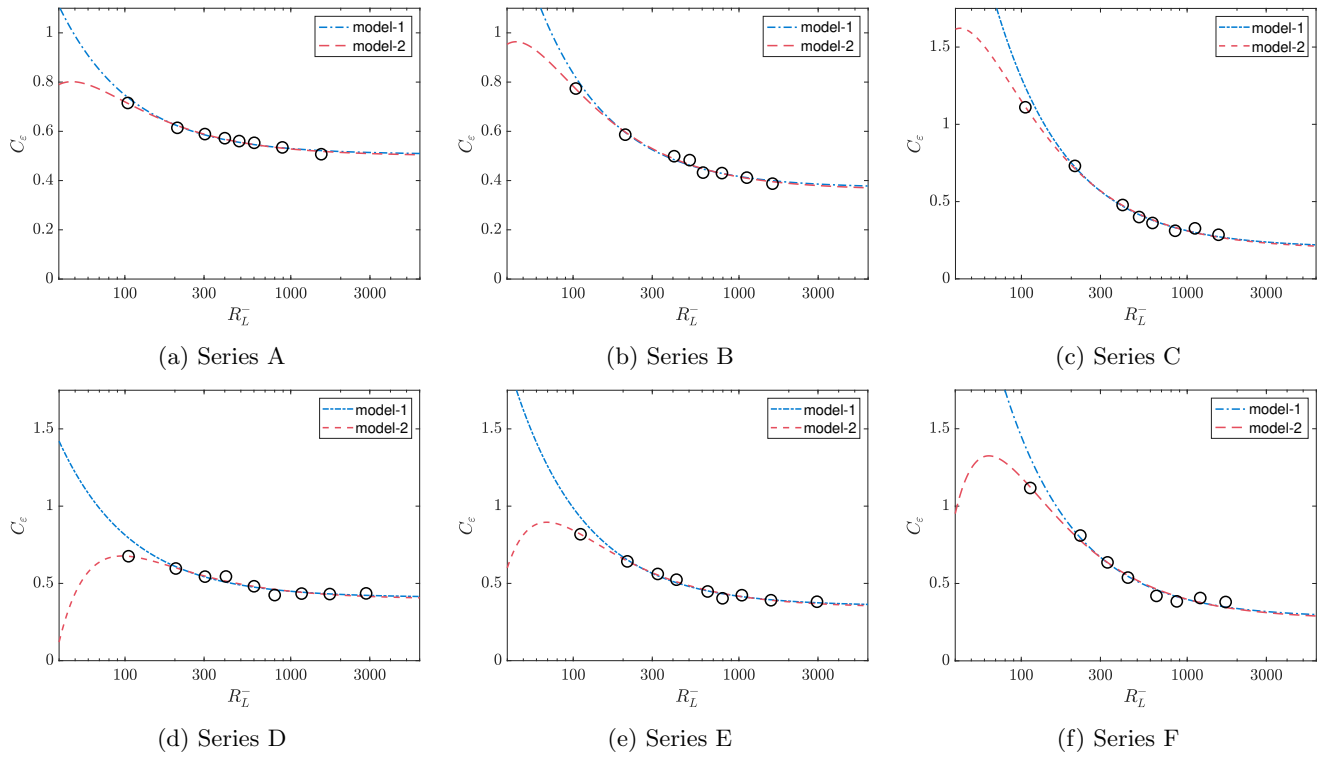 1
0.8
0.6
0.4
0.2
0
C_ε
100 300 1000 3000
R_L^-
model-1
model-2
(a) Series A
1
0.8
0.6
0.4
0.2
0
C_ε
100 300 1000 3000
R_L^-
model-1
model-2
(b) Series B
1.5
1
0.5
0
C_ε
100 300 1000 3000
R_L^-
model-1
model-2
(c) Series C
1.5
1
0.5
0
C_ε
100 300 1000 3000
R_L^-
model-1
model-2
(d) Series D
1.5
1
0.5
0
C_ε
100 300 1000 3000
R_L^-
model-1
model-2
(e) Series E
1.5
1
0.5
0
C_ε
100 300 1000 3000
R_L^-
model-1
model-2
(f) Series F